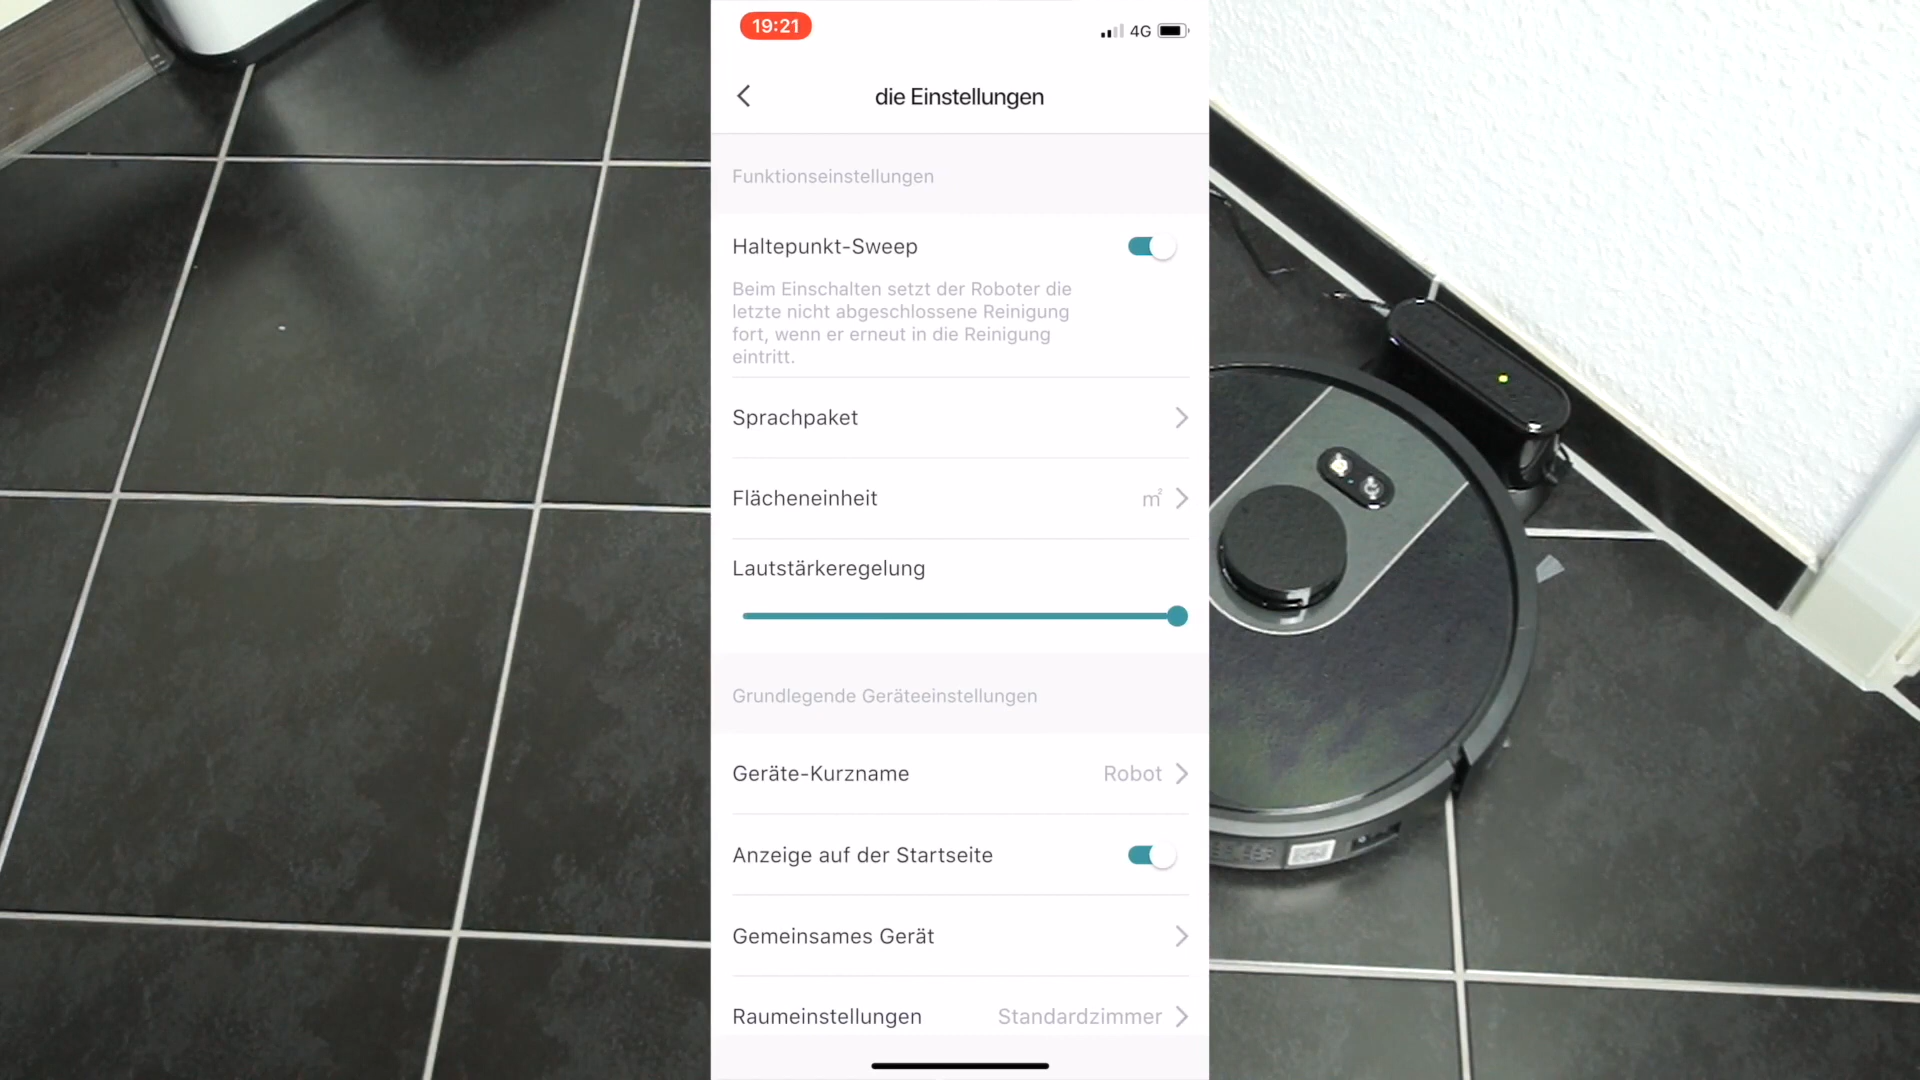 19:21
4G
die Einstellungen
Funktionseinstellungen
Haltepunkt-Sweep
Beim Einschalten setzt der Roboter die
letzte nicht abgeschlossene Reinigung
fort, wenn er erneut in die Reinigung
eintritt.
Sprachpaket
Flächeneinheit m²
Lautstärkeregelung
Grundlegende Geräteeinstellungen
Geräte-Kurzname Robot
Anzeige auf der Startseite
Gemeinsames Gerät
Raumeinstellungen Standardzimmer